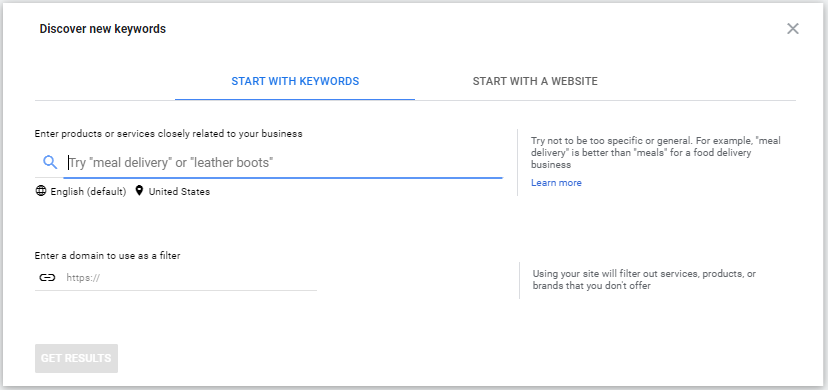 Discover new keywords
START WITH KEYWORDS
START WITH A WEBSITE
Enter products or services closely related to your business
Try "meal delivery" or "leather boots"
English (default)
United States
Try not to be too specific or general. For example, "meal
delivery" is better than "meals" for a food delivery
business
Learn more
Enter a domain to use as a filter
https://
Using your site will filter out services, products, or
brands that you don't offer
GET RESULTS